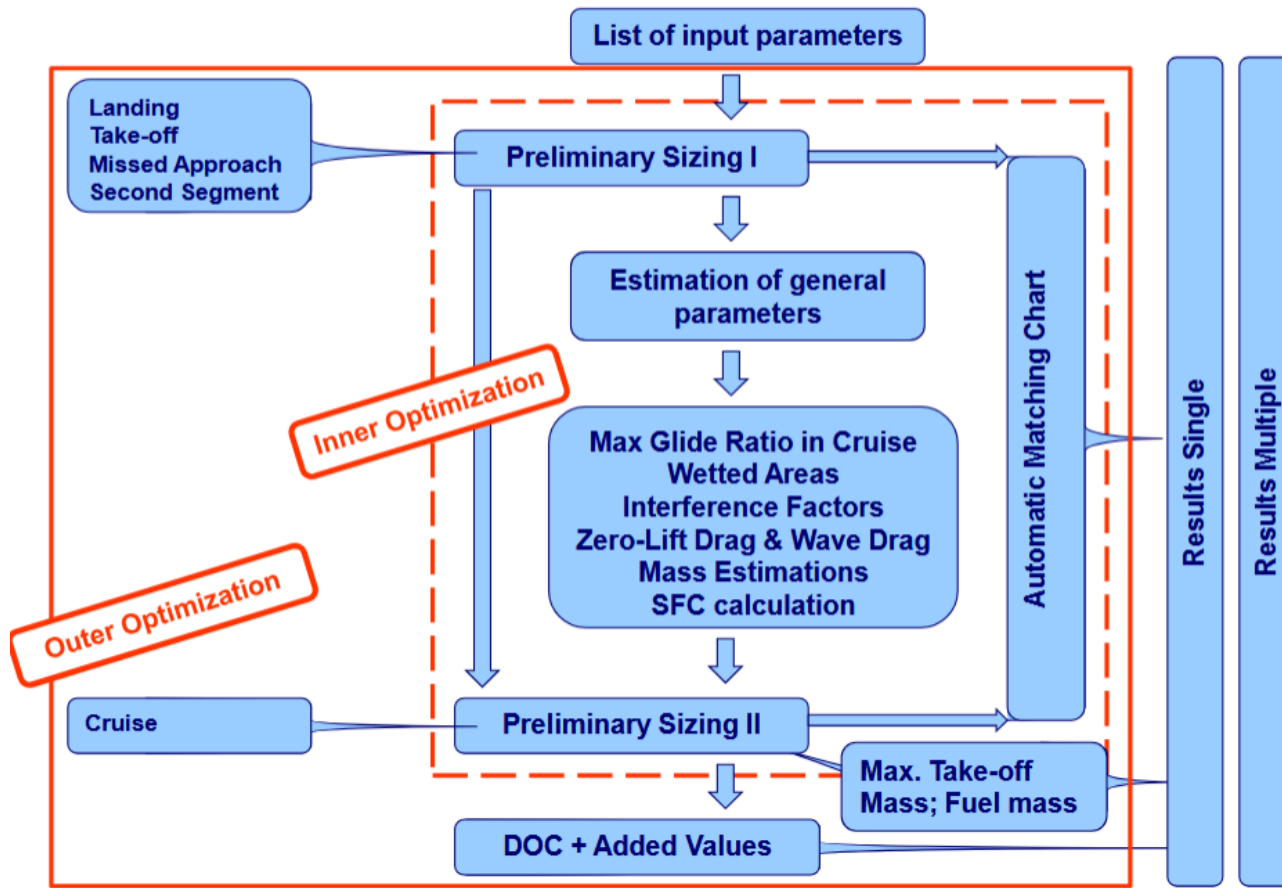 List of input parameters
Landing
Take-off
Missed Approach
Second Segment
Preliminary Sizing I
Estimation of general
parameters
Inner Optimization
Max Glide Ratio in Cruise
Wetted Areas
Interference Factors
Zero-Lift Drag & Wave Drag
Mass Estimations
SFC calculation
Automatic Matching Chart
Results Single
Results Multiple
Outer Optimization
Cruise
Preliminary Sizing II
Max. Take-off
Mass; Fuel mass
DOC + Added Values